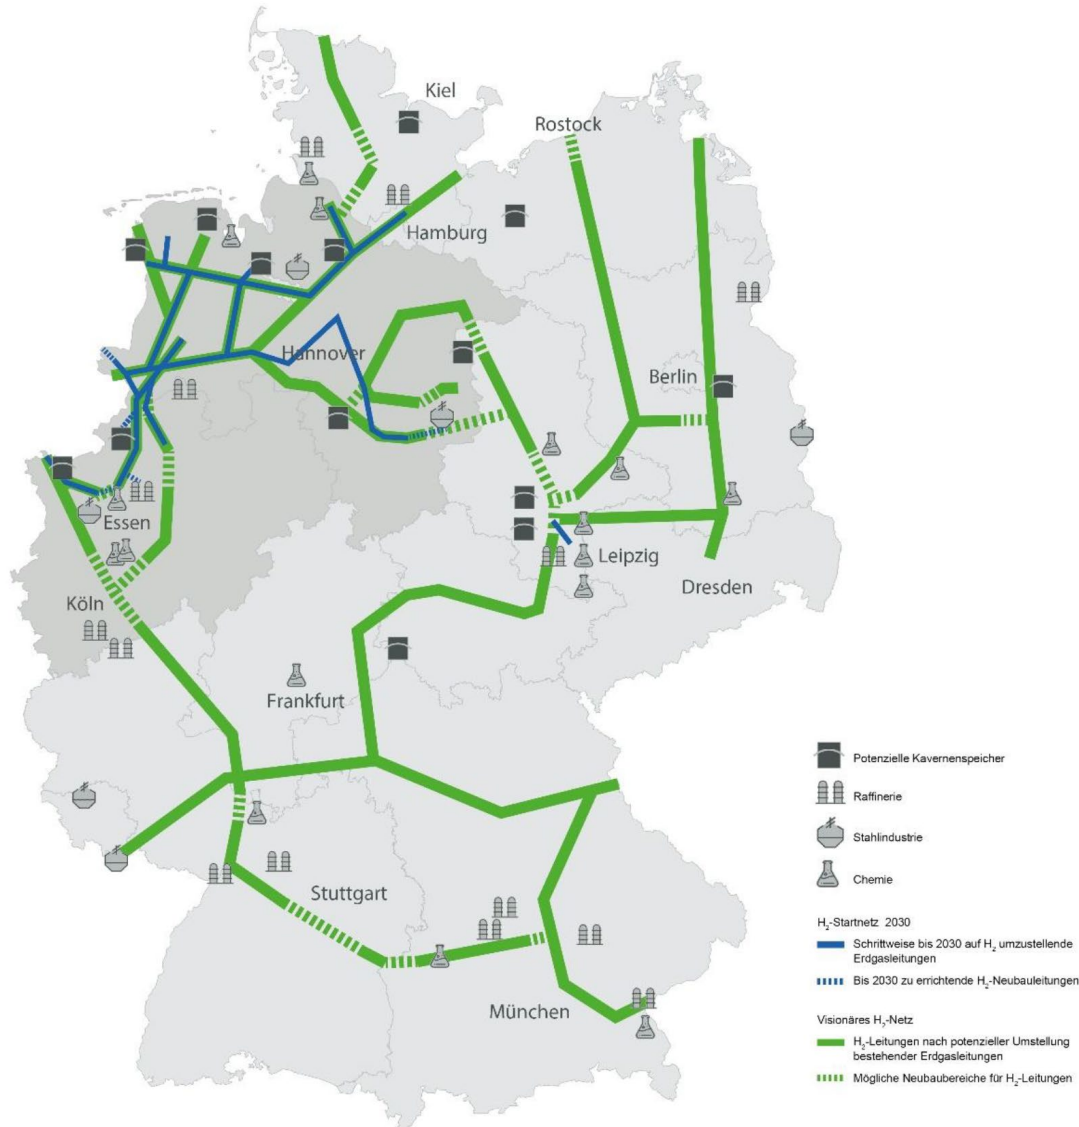 Kiel
Rostock
Hamburg
Hannover
Berlin
Essen
Leipzig
Dresden
Köln
Frankfurt
Stuttgart
München
Potenzielle Kavernenspeicher
Raffinerie
Stahlindustrie
Chemie
H₂-Startnetz 2030
Schrittweise bis 2030 auf H₂ umzustellende
Erdgasleitungen
Bis 2030 zu errichtende H₂-Neubauleitungen
Visionäres H₂-Netz
H₂-Leitungen nach potenzieller Umstellung
bestehender Erdgasleitungen
Mögliche Neubaubereiche für H₂-Leitungen